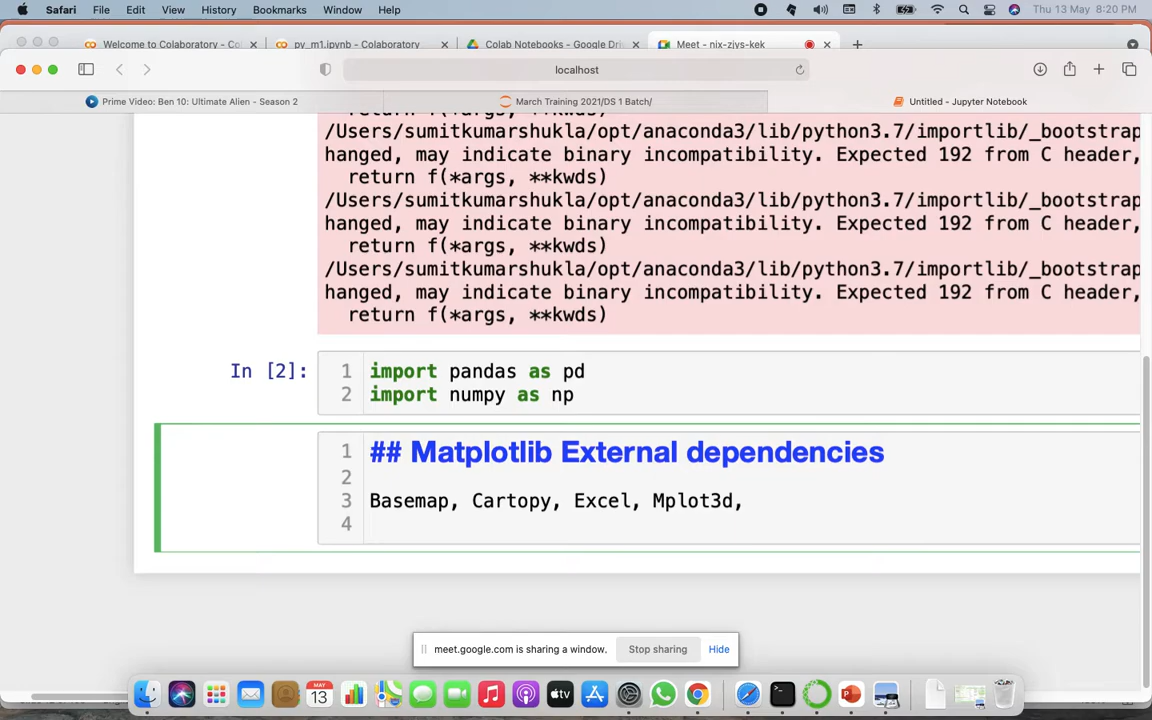 Safari File Edit View History Bookmarks Window Help Thu 13 May 8:20 PM
Welcome to Colaboratory - Co py_m1.ipynb - Colaboratory Colab Notebooks - Google Dri Meet - nix-zjys-kek
localhost
Prime Video: Ben 10: Ultimate Alien - Season 2 March Training 2021/DS 1 Batch/ Untitled - Jupyter Notebook
return f(*args, **kwds)
/Users/sumitkumarshukla/opt/anaconda3/lib/python3.7/importlib/_bootstrap
hanged, may indicate binary incompatibility. Expected 192 from C header,
return f(*args, **kwds)
/Users/sumitkumarshukla/opt/anaconda3/lib/python3.7/importlib/_bootstrap
hanged, may indicate binary incompatibility. Expected 192 from C header,
return f(*args, **kwds)
/Users/sumitkumarshukla/opt/anaconda3/lib/python3.7/importlib/_bootstrap
hanged, may indicate binary incompatibility. Expected 192 from C header,
return f(*args, **kwds)
In [2]: 1 import pandas as pd
2 import numpy as np
1 ## Matplotlib External dependencies
2
3 Basemap, Cartopy, Excel, Mplot3d,
4
meet.google.com is sharing a window. Stop sharing Hide
MAY
13
tv